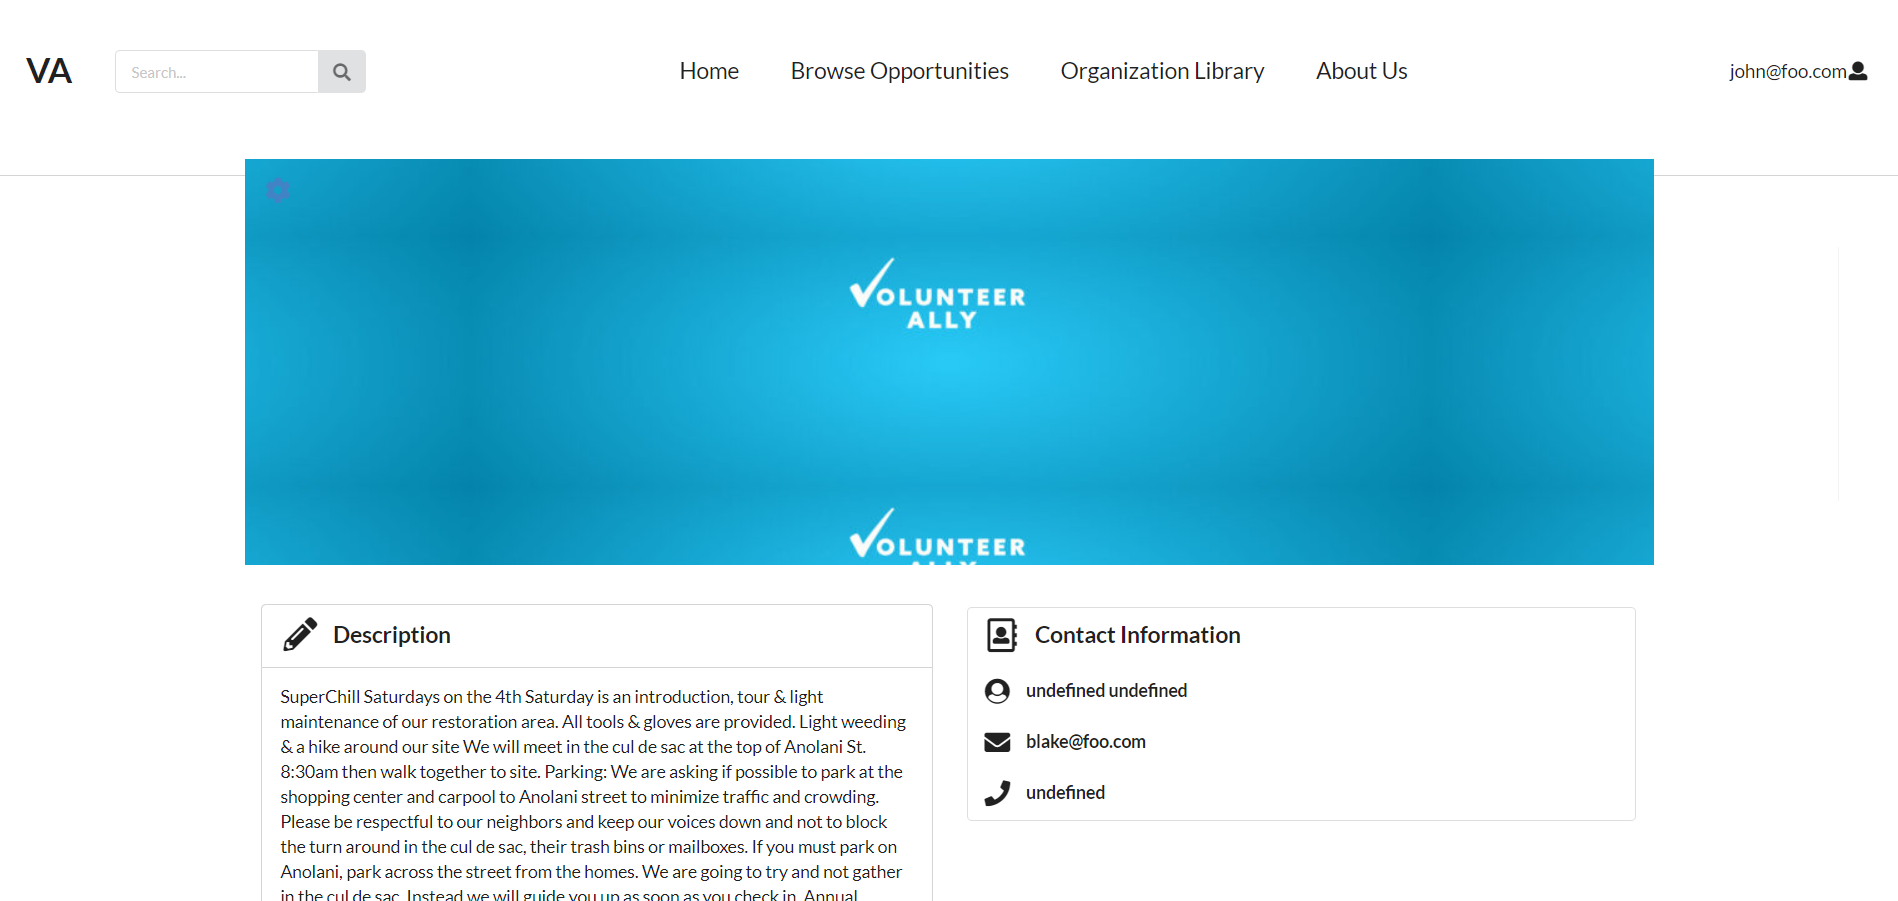 VA
Search...
Home
Browse Opportunities
Organization Library
About Us
john@foo.com
VOLUNTEER
ALLY
VOLUNTEER
ALLY
Description
SuperChill Saturdays on the 4th Saturday is an introduction, tour & light
maintenance of our restoration area. All tools & gloves are provided. Light weeding
& a hike around our site We will meet in the cul de sac at the top of Anolani St.
8:30am then walk together to site. Parking: We are asking if possible to park at the
shopping center and carpool to Anolani street to minimize traffic and crowding.
Please be respectful to our neighbors and keep our voices down and not to block
the turn around in the cul de sac, their trash bins or mailboxes. If you must park on
Anolani, park across the street from the homes. We are going to try and not gather
in the cul de sac. Instead we will guide you up as soon as you check in. Annual
Contact Information
undefined undefined
blake@foo.com
undefined